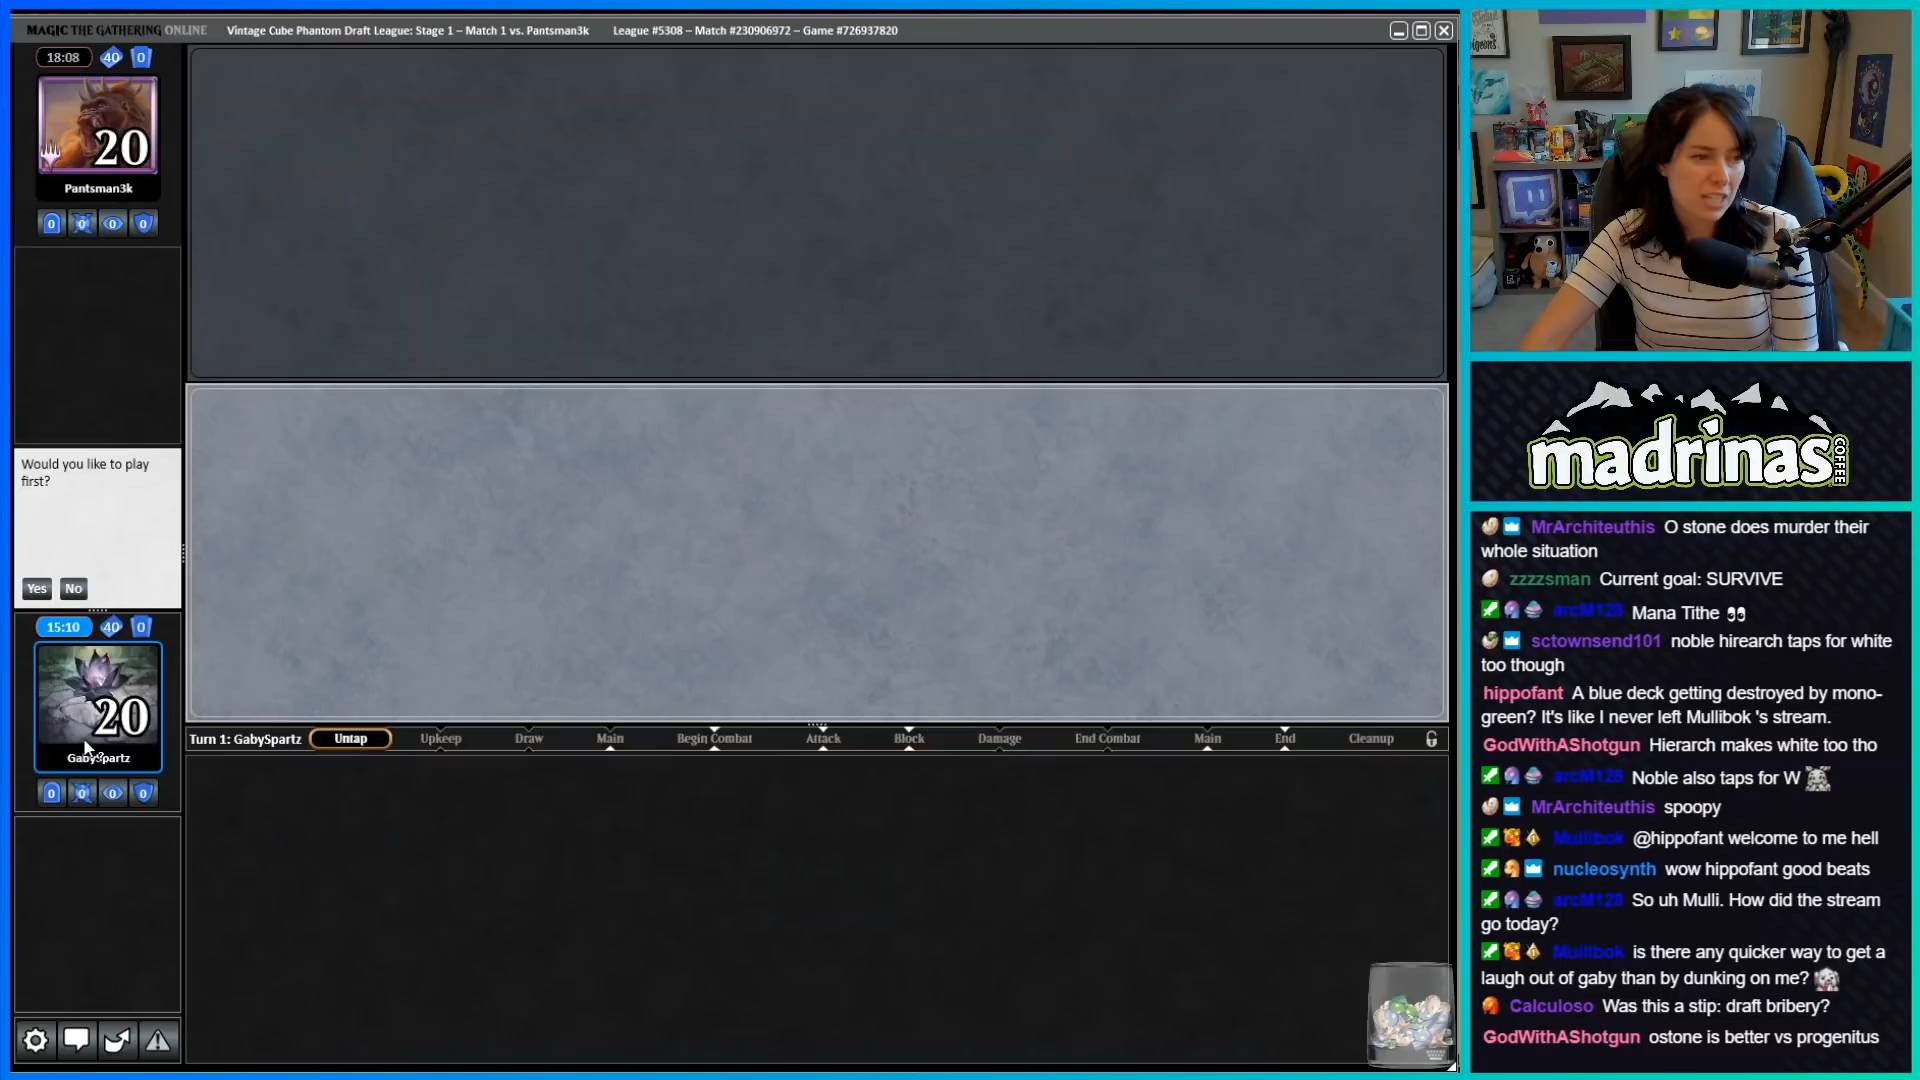 MAGIC THE GATHERING ONLINE
Vintage Cube Phantom Draft League: Stage 1 – Match 1 vs. Pantsman3k
League #5308 – Match #230906972 – Game #726937820
18:08
40
0
20
Pantsman3k
0
0
0
0
Would you like to play
first?
Yes
No
15:10
40
0
20
GabySpartz
0
0
0
0
Turn 1: GabySpartz
Untap
Upkeep
Draw
Main
Begin Combat
Attack
Block
Damage
End Combat
Main
End
Cleanup
madrinas
COFFEE
MrArchiteuthis O stone does murder their
whole situation
zzzzsman Current goal: SURVIVE
arcM128 Mana Tithe 👀
sctownsend101 noble hirearch taps for white
too though
hippofant A blue deck getting destroyed by mono-
green? It's like I never left Mullibok 's stream.
GodWithAShotgun Hierarch makes white too tho
arcM128 Noble also taps for W
MrArchiteuthis spoopy
Mullibok @hippofant welcome to me hell
nucleosynth wow hippofant good beats
arcM128 So uh Mulli. How did the stream
go today?
Mullibok is there any quicker way to get a
laugh out of gaby than by dunking on me?
Calculoso Was this a stip: draft bribery?
GodWithAShotgun ostone is better vs progenitus